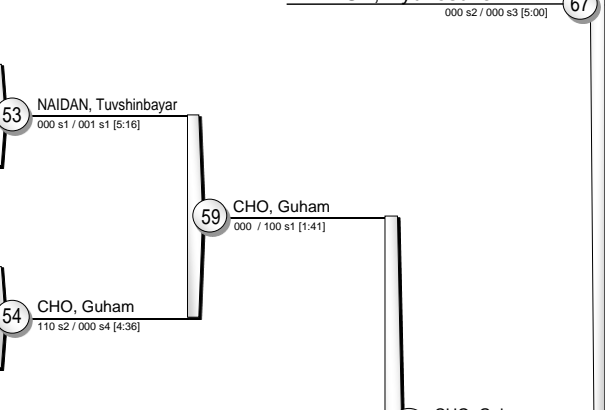 000 s2 / 000 s3 [5:00]
67
53
NAIDAN, Tuvshinbayar
000 s1 / 001 s1 [5:16]
59
CHO, Guham
000 / 100 s1 [1:41]
54
CHO, Guham
110 s2 / 000 s4 [4:36]